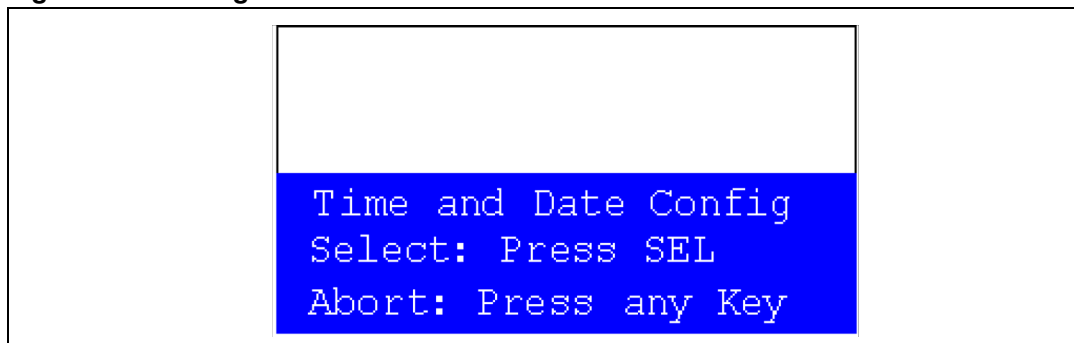 Time and Date Config
Select: Press SEL
Abort: Press any Key